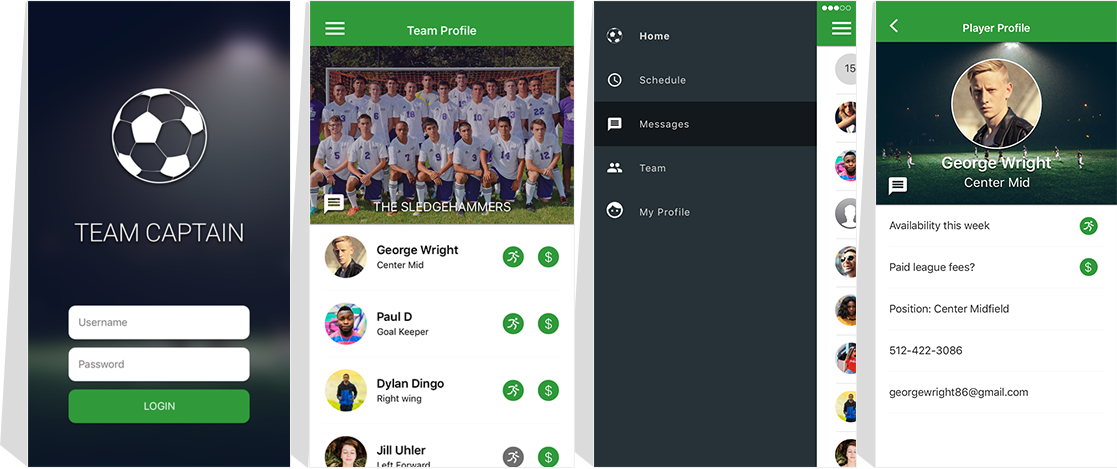 TEAM CAPTAIN
Username
Password
LOGIN
Team Profile
THE SLEDGEHAMMERS
George Wright
Center Mid
Paul D
Goal Keeper
Dylan Dingo
Right wing
Jill Uhler
Left Forward
Home
Schedule
Messages
Team
My Profile
15
Player Profile
George Wright
Center Mid
Availability this week
Paid league fees?
$
Position: Center Midfield
512-422-3086
georgewright86@gmail.com